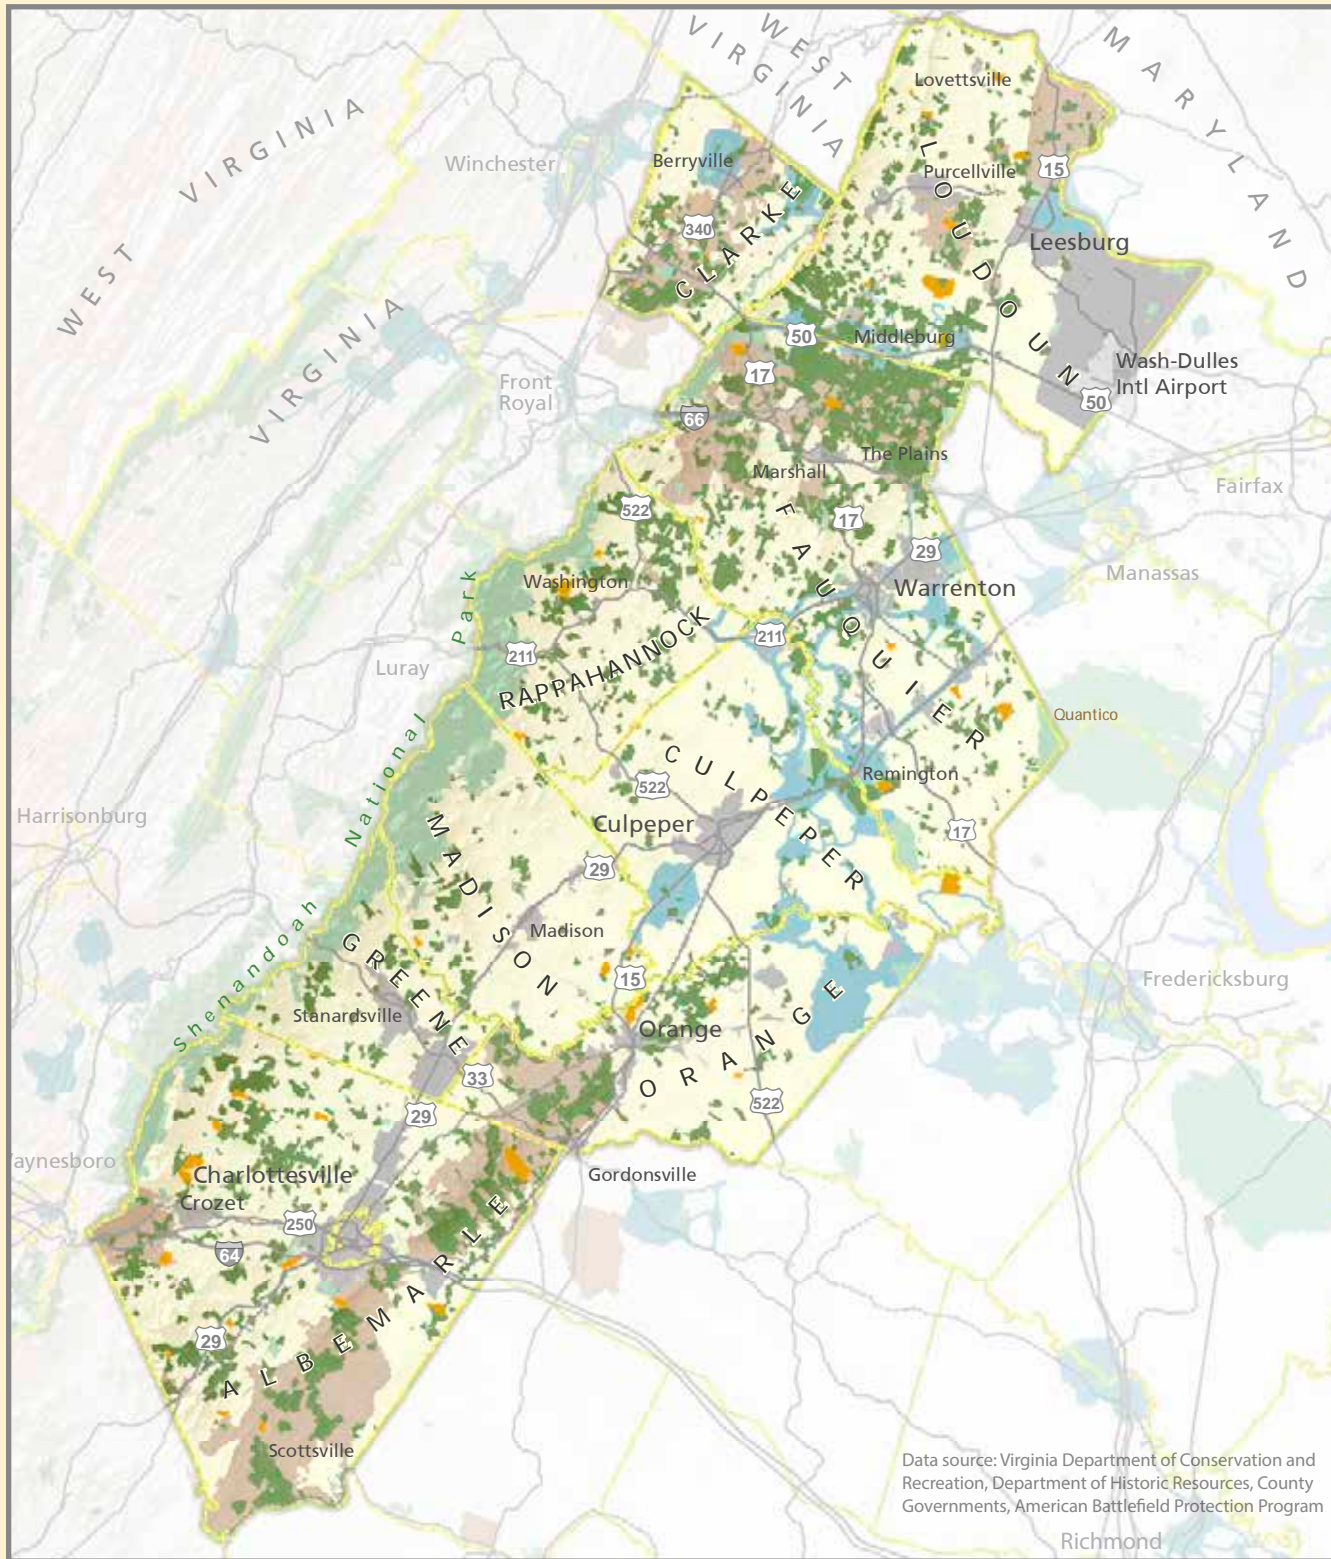 WEST VIRGINIA
MARYLAND
WEST VIRGINIA
VIRGINIA
Lovettsville
Winchester
Berryville
Purcellville
15
LOUDOUN
340
CLARKE
Leesburg
50
Middleburg
Wash-Dulles
Intl Airport
17
50
Front
Royal
66
The Plains
Marshall
Fairfax
522
17
FAUQUIER
29
Washington
Warrenton
Manassas
211
211
RAPPAHANNOCK
Luray
Quantico
Shenandoah National Park
CULPEPER
522
Remington
Harrisonburg
Culpeper
17
MADISON
29
Madison
GREENE
15
Fredericksburg
Stanardsville
Orange
ORANGE
33
522
29
aynesboro
Charlottesville
Gordonsville
Crozet
250
64
29
ALBEMARLE
Scottsville
Data source: Virginia Department of Conservation and
Recreation, Department of Historic Resources, County
Governments, American Battlefield Protection Program
Richmond